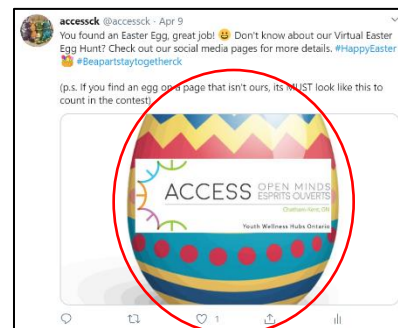 accessck @accessck · Apr 9
You found an Easter Egg, great job! 😀 Don't know about our Virtual Easter
Egg Hunt? Check out our social media pages for more details. #HappyEaster
#Beapartstaytogetherck
(p.s. If you find an egg on a page that isn't ours, its MUST look like this to
count in the contest)
ACCESS OPEN MINDS
ESPRITS OUVERTS
Chatham-Kent, ON
Youth Wellness Hubs Ontario
1